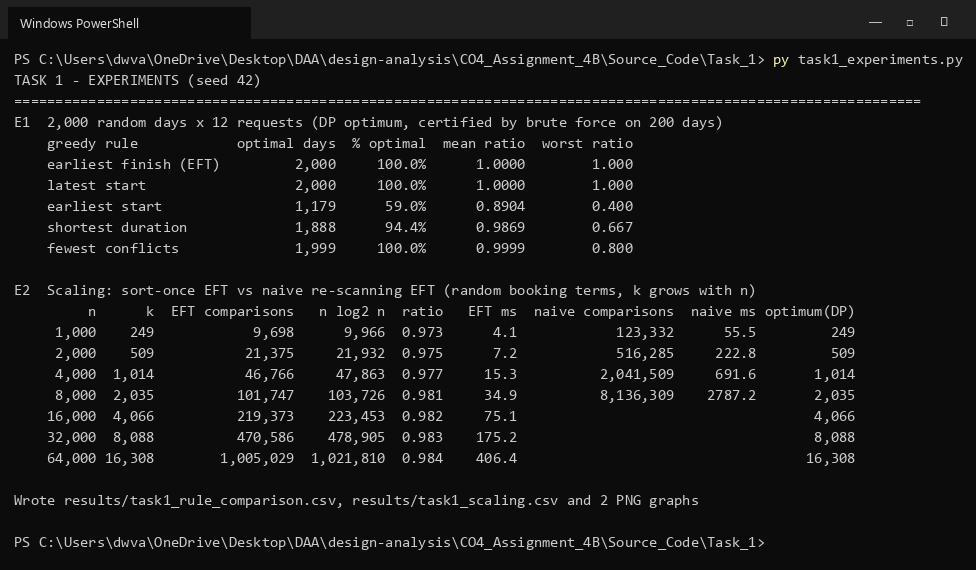 Windows PowerShell
PS C:\Users\dwva\OneDrive\Desktop\DAA\design-analysis\CO4_Assignment_4B\Source_Code\Task_1> py task1_experiments.py
TASK 1 - EXPERIMENTS (seed 42)
==============================================================================================================
E1  2,000 random days x 12 requests (DP optimum, certified by brute force on 200 days)
    greedy rule            optimal days  % optimal  mean ratio  worst ratio
    earliest finish (EFT)         2,000     100.0%      1.0000        1.000
    latest start                  2,000     100.0%      1.0000        1.000
    earliest start                1,179      59.0%      0.8904        0.400
    shortest duration             1,888      94.4%      0.9869        0.667
    fewest conflicts              1,999     100.0%      0.9999        0.800
E2  Scaling: sort-once EFT vs naive re-scanning EFT (random booking terms, k grows with n)
         n      k  EFT comparisons   n log2 n  ratio   EFT ms  naive comparisons  naive ms optimum(DP)
     1,000    249            9,698      9,966  0.973      4.1            123,332      55.5         249
     2,000    509           21,375     21,932  0.975      7.2            516,285     222.8         509
     4,000  1,014           46,766     47,863  0.977     15.3          2,041,509     691.6       1,014
     8,000  2,035          101,747    103,726  0.981     34.9          8,136,309    2787.2       2,035
    16,000  4,066          219,373    223,453  0.982     75.1                                    4,066
    32,000  8,088          470,586    478,905  0.983    175.2                                    8,088
    64,000 16,308        1,005,029  1,021,810  0.984    406.4                                   16,308
Wrote results/task1_rule_comparison.csv, results/task1_scaling.csv and 2 PNG graphs
PS C:\Users\dwva\OneDrive\Desktop\DAA\design-analysis\CO4_Assignment_4B\Source_Code\Task_1>